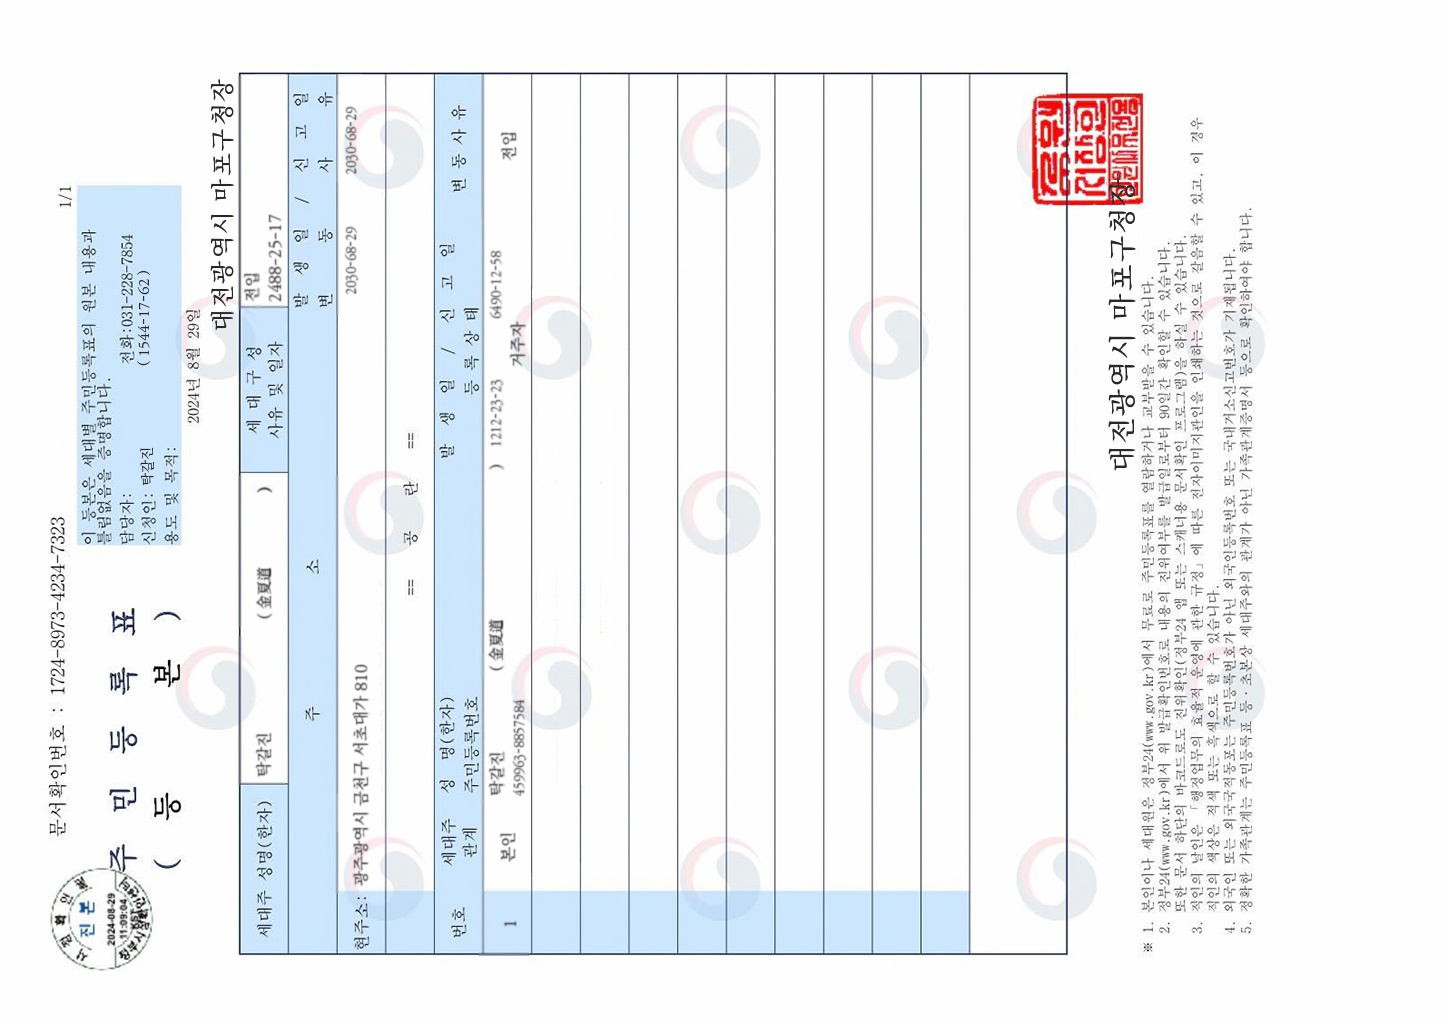 문서확인번호 : 1724-8973-4234-7323
1/1
주 민 등 록 표
( 등 본 )
이 등본은 세대별 주민등록표의 원본 내용과
틀림없음을 증명합니다.
담당자: 전화:031-228-7854
신청인: 탁갈진 (1544-17-62)
용도 및 목적:
2024년 8월 29일
대전광역시 마포구청장
진본
2024-08-29
11:09:04
세대주 성명(한자) 탁갈진 ( 金夏道 )
세 대 구 성
사유 및 일자
전입
2488-25-17
주 소
발 생 일 / 신 고 일
변 동 사 유
현주소: 광주광역시 금천구 서초대가 810 2030-68-29 2030-68-29
== 공 란 ==
번호
세대주
관계
성 명(한자)
주민등록번호
발 생 일 / 신 고 일
등 록 상 태
변 동 사 유
1 본인 탁갈진 ( 金夏道 ) 1212-23-23 6490-12-58 전입
459963-8857584 거주자
대전광역시 마포구청장
※ 1. 본인이나 세대원은 정부24(www.gov.kr)에서 무료로 주민등록표를 열람하거나 교부받을 수 있습니다.
2. 정부24(www.gov.kr)에서 위 발급확인번호로 내용의 진위여부를 발급일로부터 90일간 확인할 수 있습니다.
또한 문서 하단의 바코드로도 진위확인(정부24 앱 또는 스캐너용 문서확인 프로그램)을 하실 수 있습니다.
3. 직인의 날인은 「행정업무의 효율적 운영에 관한 규정」에 따른 전자이미지관인을 인쇄하는 것으로 갈음할 수 있고, 이 경우
직인의 색상은 적색 또는 흑색으로 할 수 있습니다.
4. 외국인 또는 외국국적동포는 주민등록번호가 아닌 외국인등록번호 또는 국내거소신고번호가 기재됩니다.
5. 정확한 가족관계는 주민등록표 등·초본상 세대주와의 관계가 아닌 가족관계증명서 등으로 확인하여야 합니다.